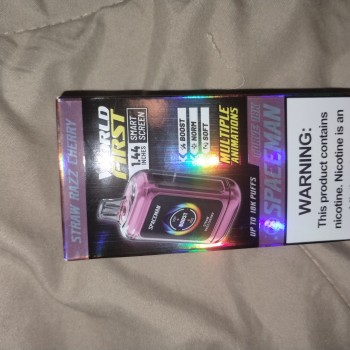 STRAW RAZZ CHERRY
WORLD
FIRST
1.44
INCHES
SMART
SCREEN
BOOST
NORM
SOFT
MULTIPLE
ANIMATIONS
SPACEMAN
UP TO 18K PUFFS
SPACEMAN
WARNING:
This product contains
nicotine. Nicotine is an